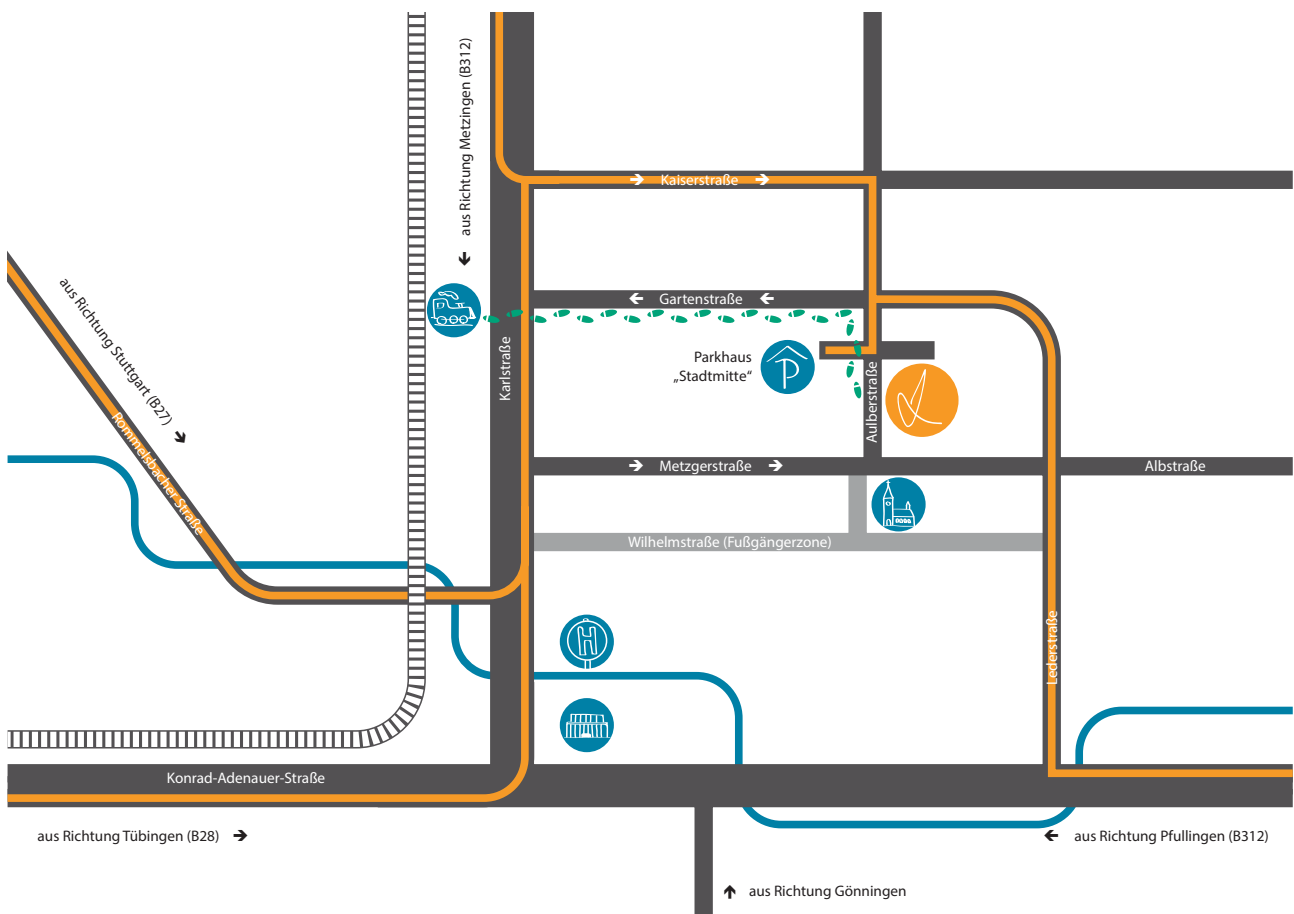 aus Richtung Metzingen (B312)
Kaiserstraße
aus Richtung Stuttgart (B27)
Gartenstraße
Karlstraße
Parkhaus
„Stadtmitte“
Aulberstraße
Rommelsbacher Straße
Metzgerstraße
Albstraße
Wilhelmstraße (Fußgängerzone)
H
Lederstraße
Konrad-Adenauer-Straße
aus Richtung Tübingen (B28)
aus Richtung Pfullingen (B312)
aus Richtung Gönningen